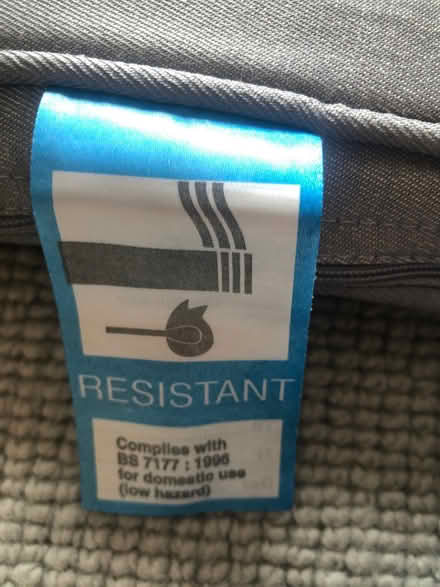 RESISTANT
Complies with
BS 7177 : 1996
for domestic use
(low hazard)